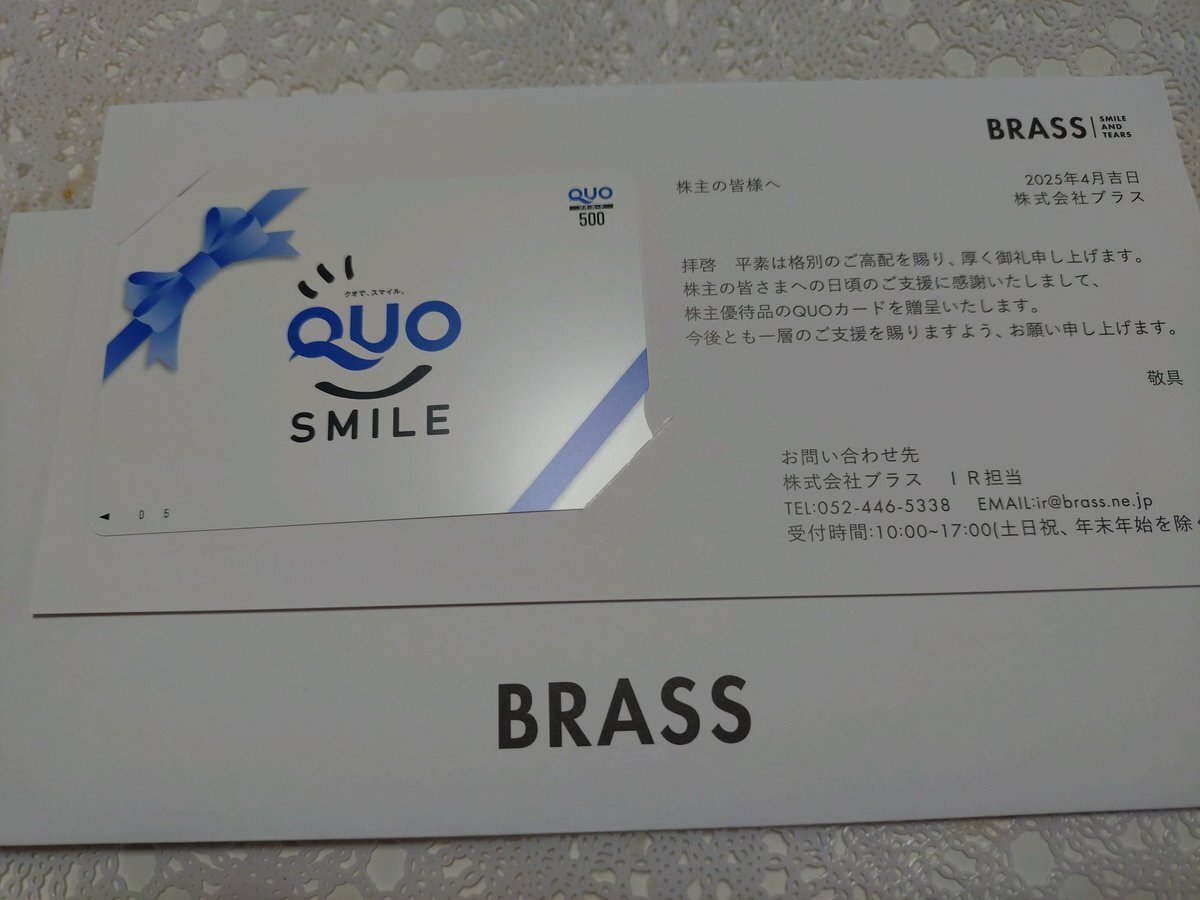 BRASS
SMILE
AND
TEARS
2025年4月吉日
株式会社ブラス
株主の皆様へ
拝啓　平素は格別のご高配を賜り、厚く御礼申し上げます。
株主の皆さまへの日頃のご支援に感謝いたしまして、
株主優待品のQUOカードを贈呈いたします。
今後とも一層のご支援を賜りますよう、お願い申し上げます。
敬具
お問い合わせ先
株式会社ブラス　ＩＲ担当
TEL:052-446-5338　EMAIL:ir@brass.ne.jp
受付時間:10:00~17:00(土日祝、年末年始を除く
QUO
クオ・カード
500
クオで、スマイル。
QUO
SMILE
◀ 0 5
BRASS